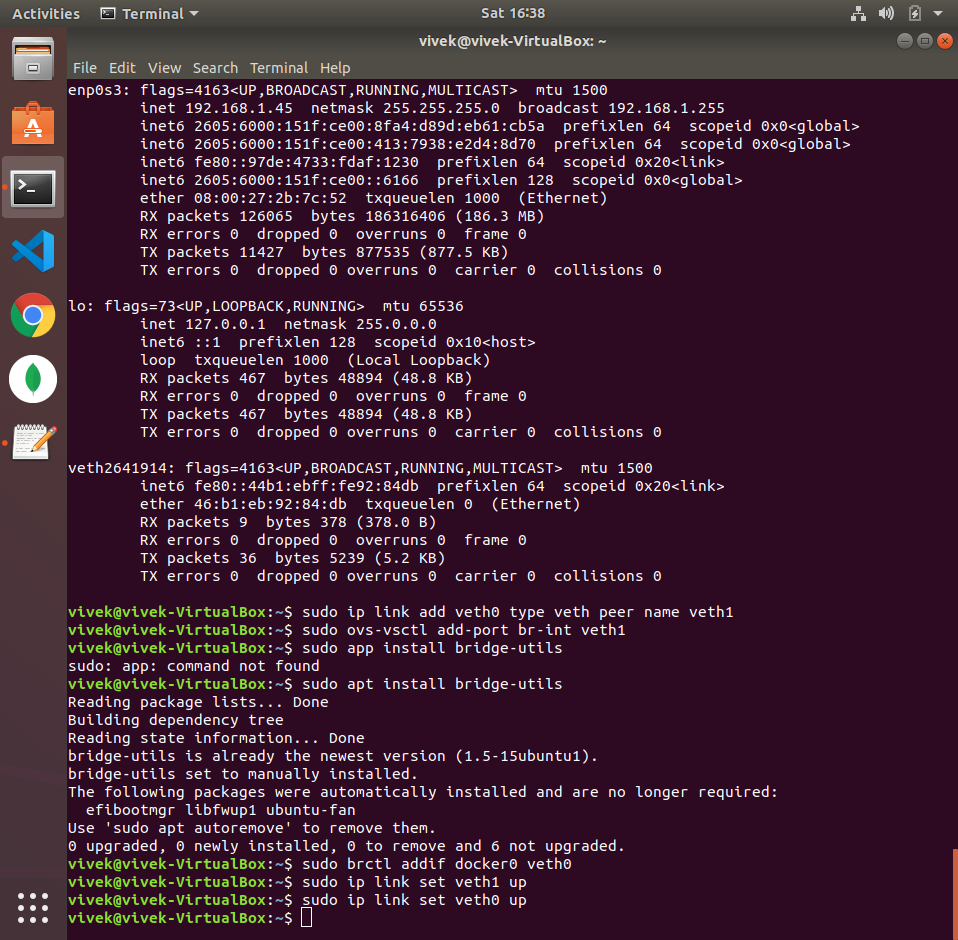 Activities Terminal Sat 16:38
vivek@vivek-VirtualBox: ~
File Edit View Search Terminal Help
enp0s3: flags=4163<UP,BROADCAST,RUNNING,MULTICAST>  mtu 1500
        inet 192.168.1.45  netmask 255.255.255.0  broadcast 192.168.1.255
        inet6 2605:6000:151f:ce00:8fa4:d89d:eb61:cb5a  prefixlen 64  scopeid 0x0<global>
        inet6 2605:6000:151f:ce00:413:7938:e2d4:8d70  prefixlen 64  scopeid 0x0<global>
        inet6 fe80::97de:4733:fdaf:1230  prefixlen 64  scopeid 0x20<link>
        inet6 2605:6000:151f:ce00::6166  prefixlen 128  scopeid 0x0<global>
        ether 08:00:27:2b:7c:52  txqueuelen 1000  (Ethernet)
        RX packets 126065  bytes 186316406 (186.3 MB)
        RX errors 0  dropped 0  overruns 0  frame 0
        TX packets 11427  bytes 877535 (877.5 KB)
        TX errors 0  dropped 0 overruns 0  carrier 0  collisions 0
lo: flags=73<UP,LOOPBACK,RUNNING>  mtu 65536
        inet 127.0.0.1  netmask 255.0.0.0
        inet6 ::1  prefixlen 128  scopeid 0x10<host>
        loop  txqueuelen 1000  (Local Loopback)
        RX packets 467  bytes 48894 (48.8 KB)
        RX errors 0  dropped 0  overruns 0  frame 0
        TX packets 467  bytes 48894 (48.8 KB)
        TX errors 0  dropped 0 overruns 0  carrier 0  collisions 0
veth2641914: flags=4163<UP,BROADCAST,RUNNING,MULTICAST>  mtu 1500
        inet6 fe80::44b1:ebff:fe92:84db  prefixlen 64  scopeid 0x20<link>
        ether 46:b1:eb:92:84:db  txqueuelen 0  (Ethernet)
        RX packets 9  bytes 378 (378.0 B)
        RX errors 0  dropped 0  overruns 0  frame 0
        TX packets 36  bytes 5239 (5.2 KB)
        TX errors 0  dropped 0 overruns 0  carrier 0  collisions 0
vivek@vivek-VirtualBox:~$ sudo ip link add veth0 type veth peer name veth1
vivek@vivek-VirtualBox:~$ sudo ovs-vsctl add-port br-int veth1
vivek@vivek-VirtualBox:~$ sudo app install bridge-utils
sudo: app: command not found
vivek@vivek-VirtualBox:~$ sudo apt install bridge-utils
Reading package lists... Done
Building dependency tree
Reading state information... Done
bridge-utils is already the newest version (1.5-15ubuntu1).
bridge-utils set to manually installed.
The following packages were automatically installed and are no longer required:
  efibootmgr libfwup1 ubuntu-fan
Use 'sudo apt autoremove' to remove them.
0 upgraded, 0 newly installed, 0 to remove and 6 not upgraded.
vivek@vivek-VirtualBox:~$ sudo brctl addif docker0 veth0
vivek@vivek-VirtualBox:~$ sudo ip link set veth1 up
vivek@vivek-VirtualBox:~$ sudo ip link set veth0 up
vivek@vivek-VirtualBox:~$